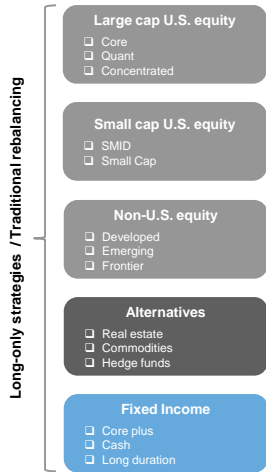 Long-only strategies / Traditional rebalancing
Large cap U.S. equity
❑ Core
❑ Quant
❑ Concentrated
Small cap U.S. equity
❑ SMID
❑ Small Cap
Non-U.S. equity
❑ Developed
❑ Emerging
❑ Frontier
Alternatives
❑ Real estate
❑ Commodities
❑ Hedge funds
Fixed Income
❑ Core plus
❑ Cash
❑ Long duration